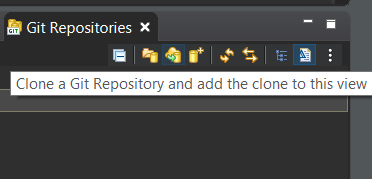 Git Repositories
Clone a Git Repository and add the clone to this view